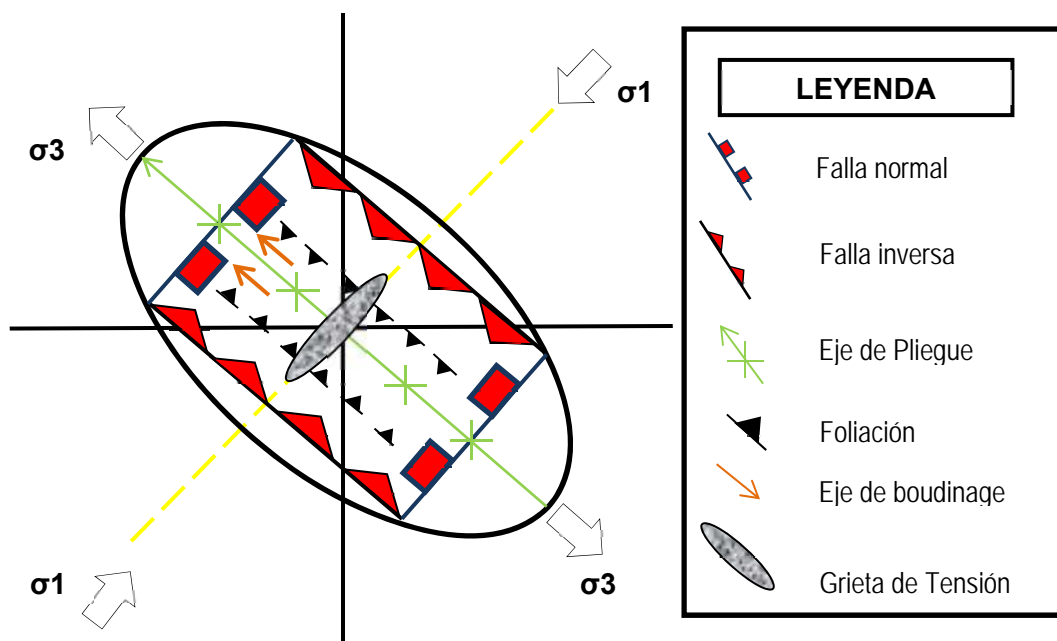 σ1
σ3
σ1
σ3
LEYENDA
Falla normal
Falla inversa
Eje de Pliegue
Foliación
Eje de boudinage
Grieta de Tensión